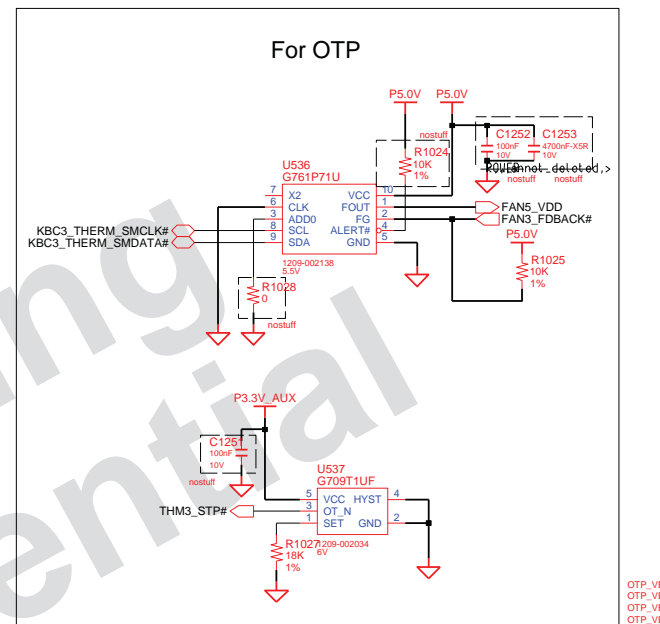 For OTP
P5.0V
P5.0V
nostuff
R1024
10K
1%
C1252
100nF
10V
C1253
4700nF-X5R
10V
nostuff
nostuff
U536
G761P71U
7 X2
6 CLK
3 ADD0
8 SCL
9 SDA
VCC 10
FOUT 1
FG 2
ALERT# 4
GND 5
1209-002138
5.5V
KBC3_THERM_SMCLK#
KBC3_THERM_SMDATA#
FAN5_VDD
FAN3_FDBACK#
P5.0V
R1025
10K
1%
R1028
0
nostuff
P3.3V_AUX
C1251
100nF
10V
nostuff
U537
G709T1UF
5 VCC HYST 4
3 OT_N
1 SET GND 2
THM3_STP#
R1027
18K
1%
1209-002034
6V